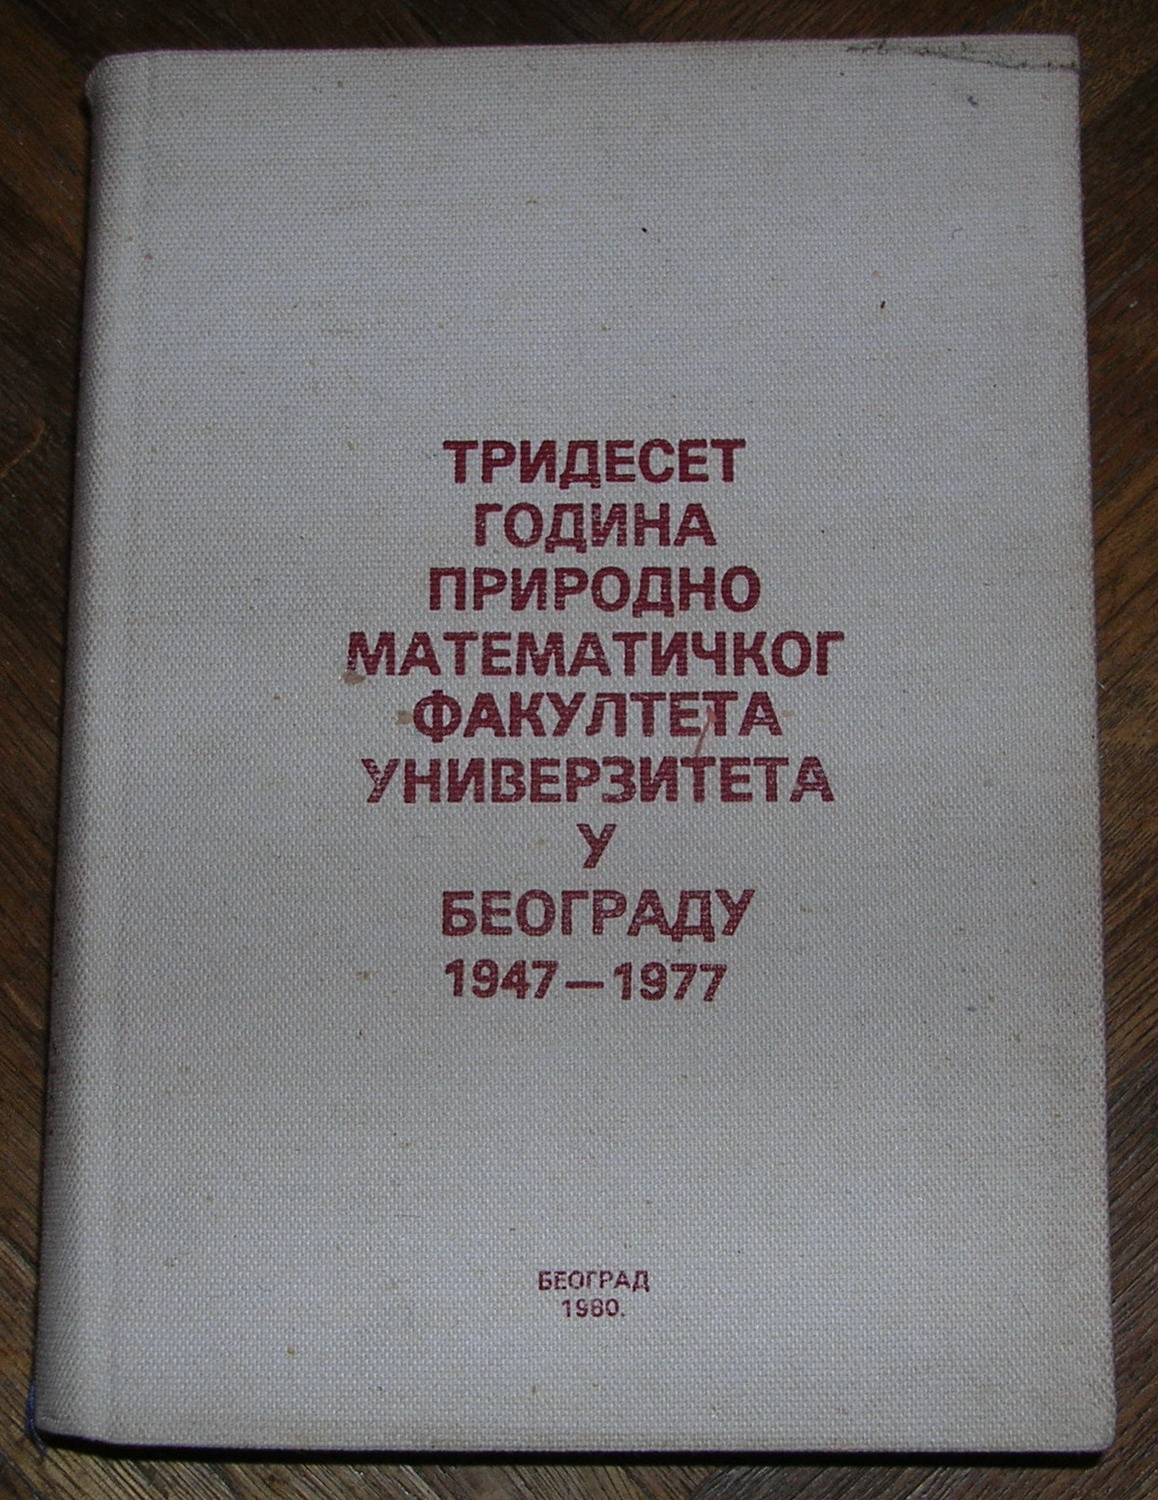 ТРИДЕСЕТ
ГОДИНА
ПРИРОДНО
МАТЕМАТИЧКОГ
ФАКУЛТЕТА
УНИВЕРЗИТЕТА
У
БЕОГРАДУ
1947—1977
БЕОГРАД
1980.